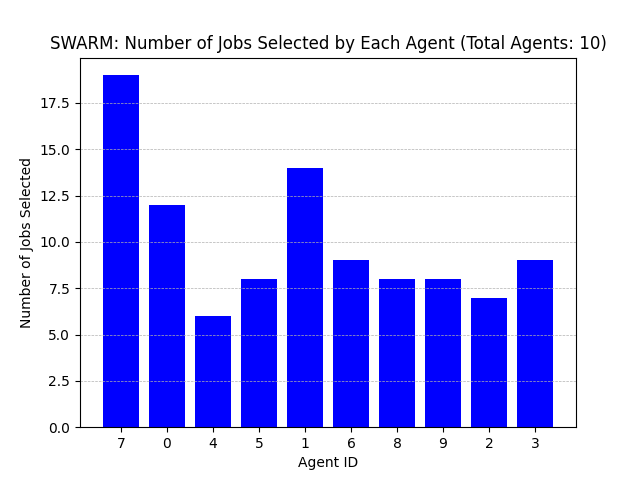 SWARM: Number of Jobs Selected by Each Agent (Total Agents: 10)
Number of Jobs Selected
17.5
15.0
12.5
10.0
7.5
5.0
2.5
0.0
7 0 4 5 1 6 8 9 2 3
Agent ID